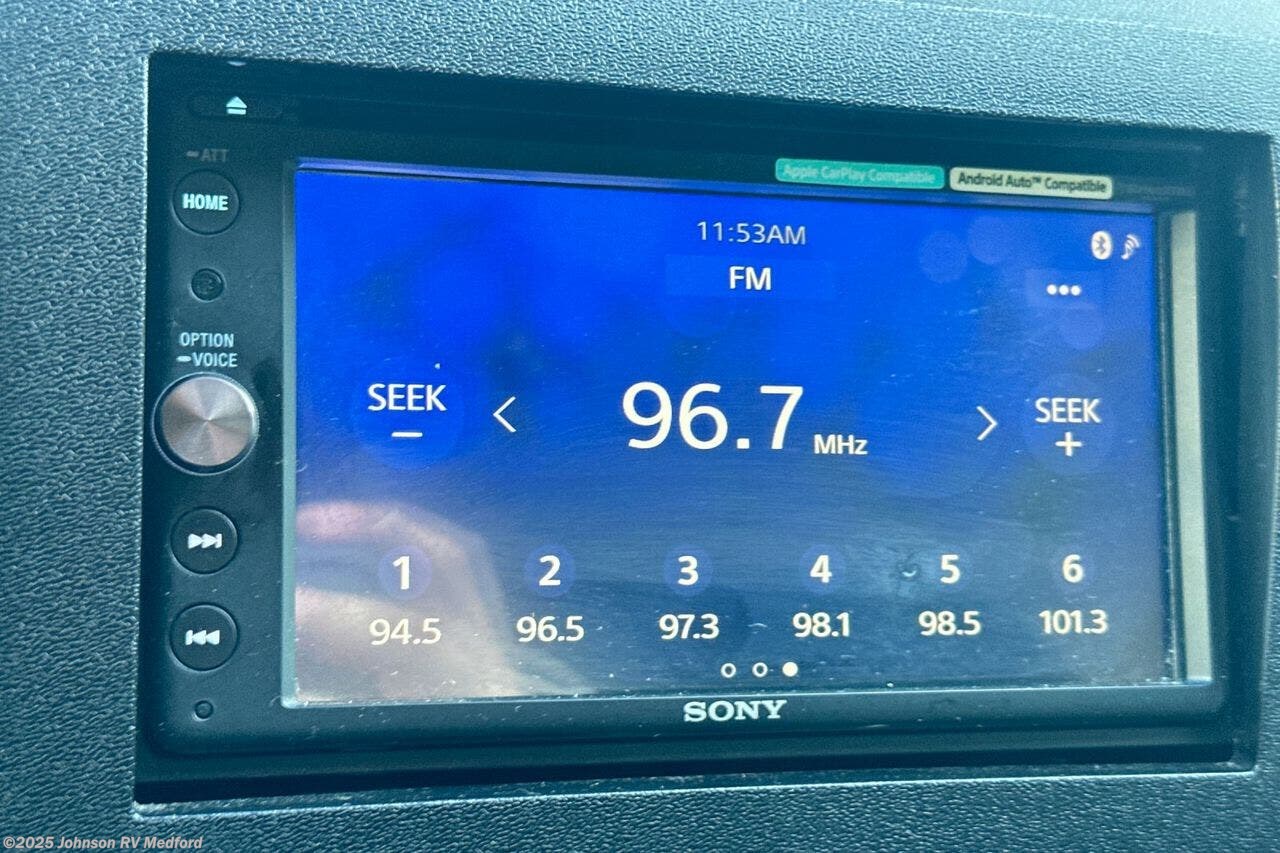 ATT
HOME
OPTION
VOICE
Apple CarPlay Compatible
Android Auto™ Compatible
11:53AM
FM
SEEK
−
<
96.7 MHz
>
SEEK
+
1 2 3 4 5 6
94.5 96.5 97.3 98.1 98.5 101.3
SONY
©2025 Johnson RV Medford